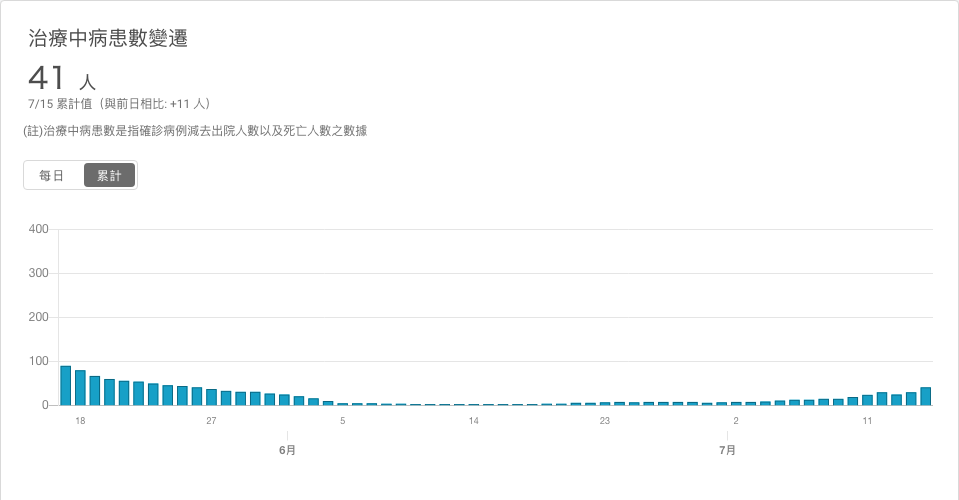 治療中病患數變遷
41 人
7/15 累計值（與前日相比: +11 人）
(註)治療中病患數是指確診病例減去出院人數以及死亡人數之數據
每日 累計
400
300
200
100
0
18 27 5 14 23 2 11
6月 7月